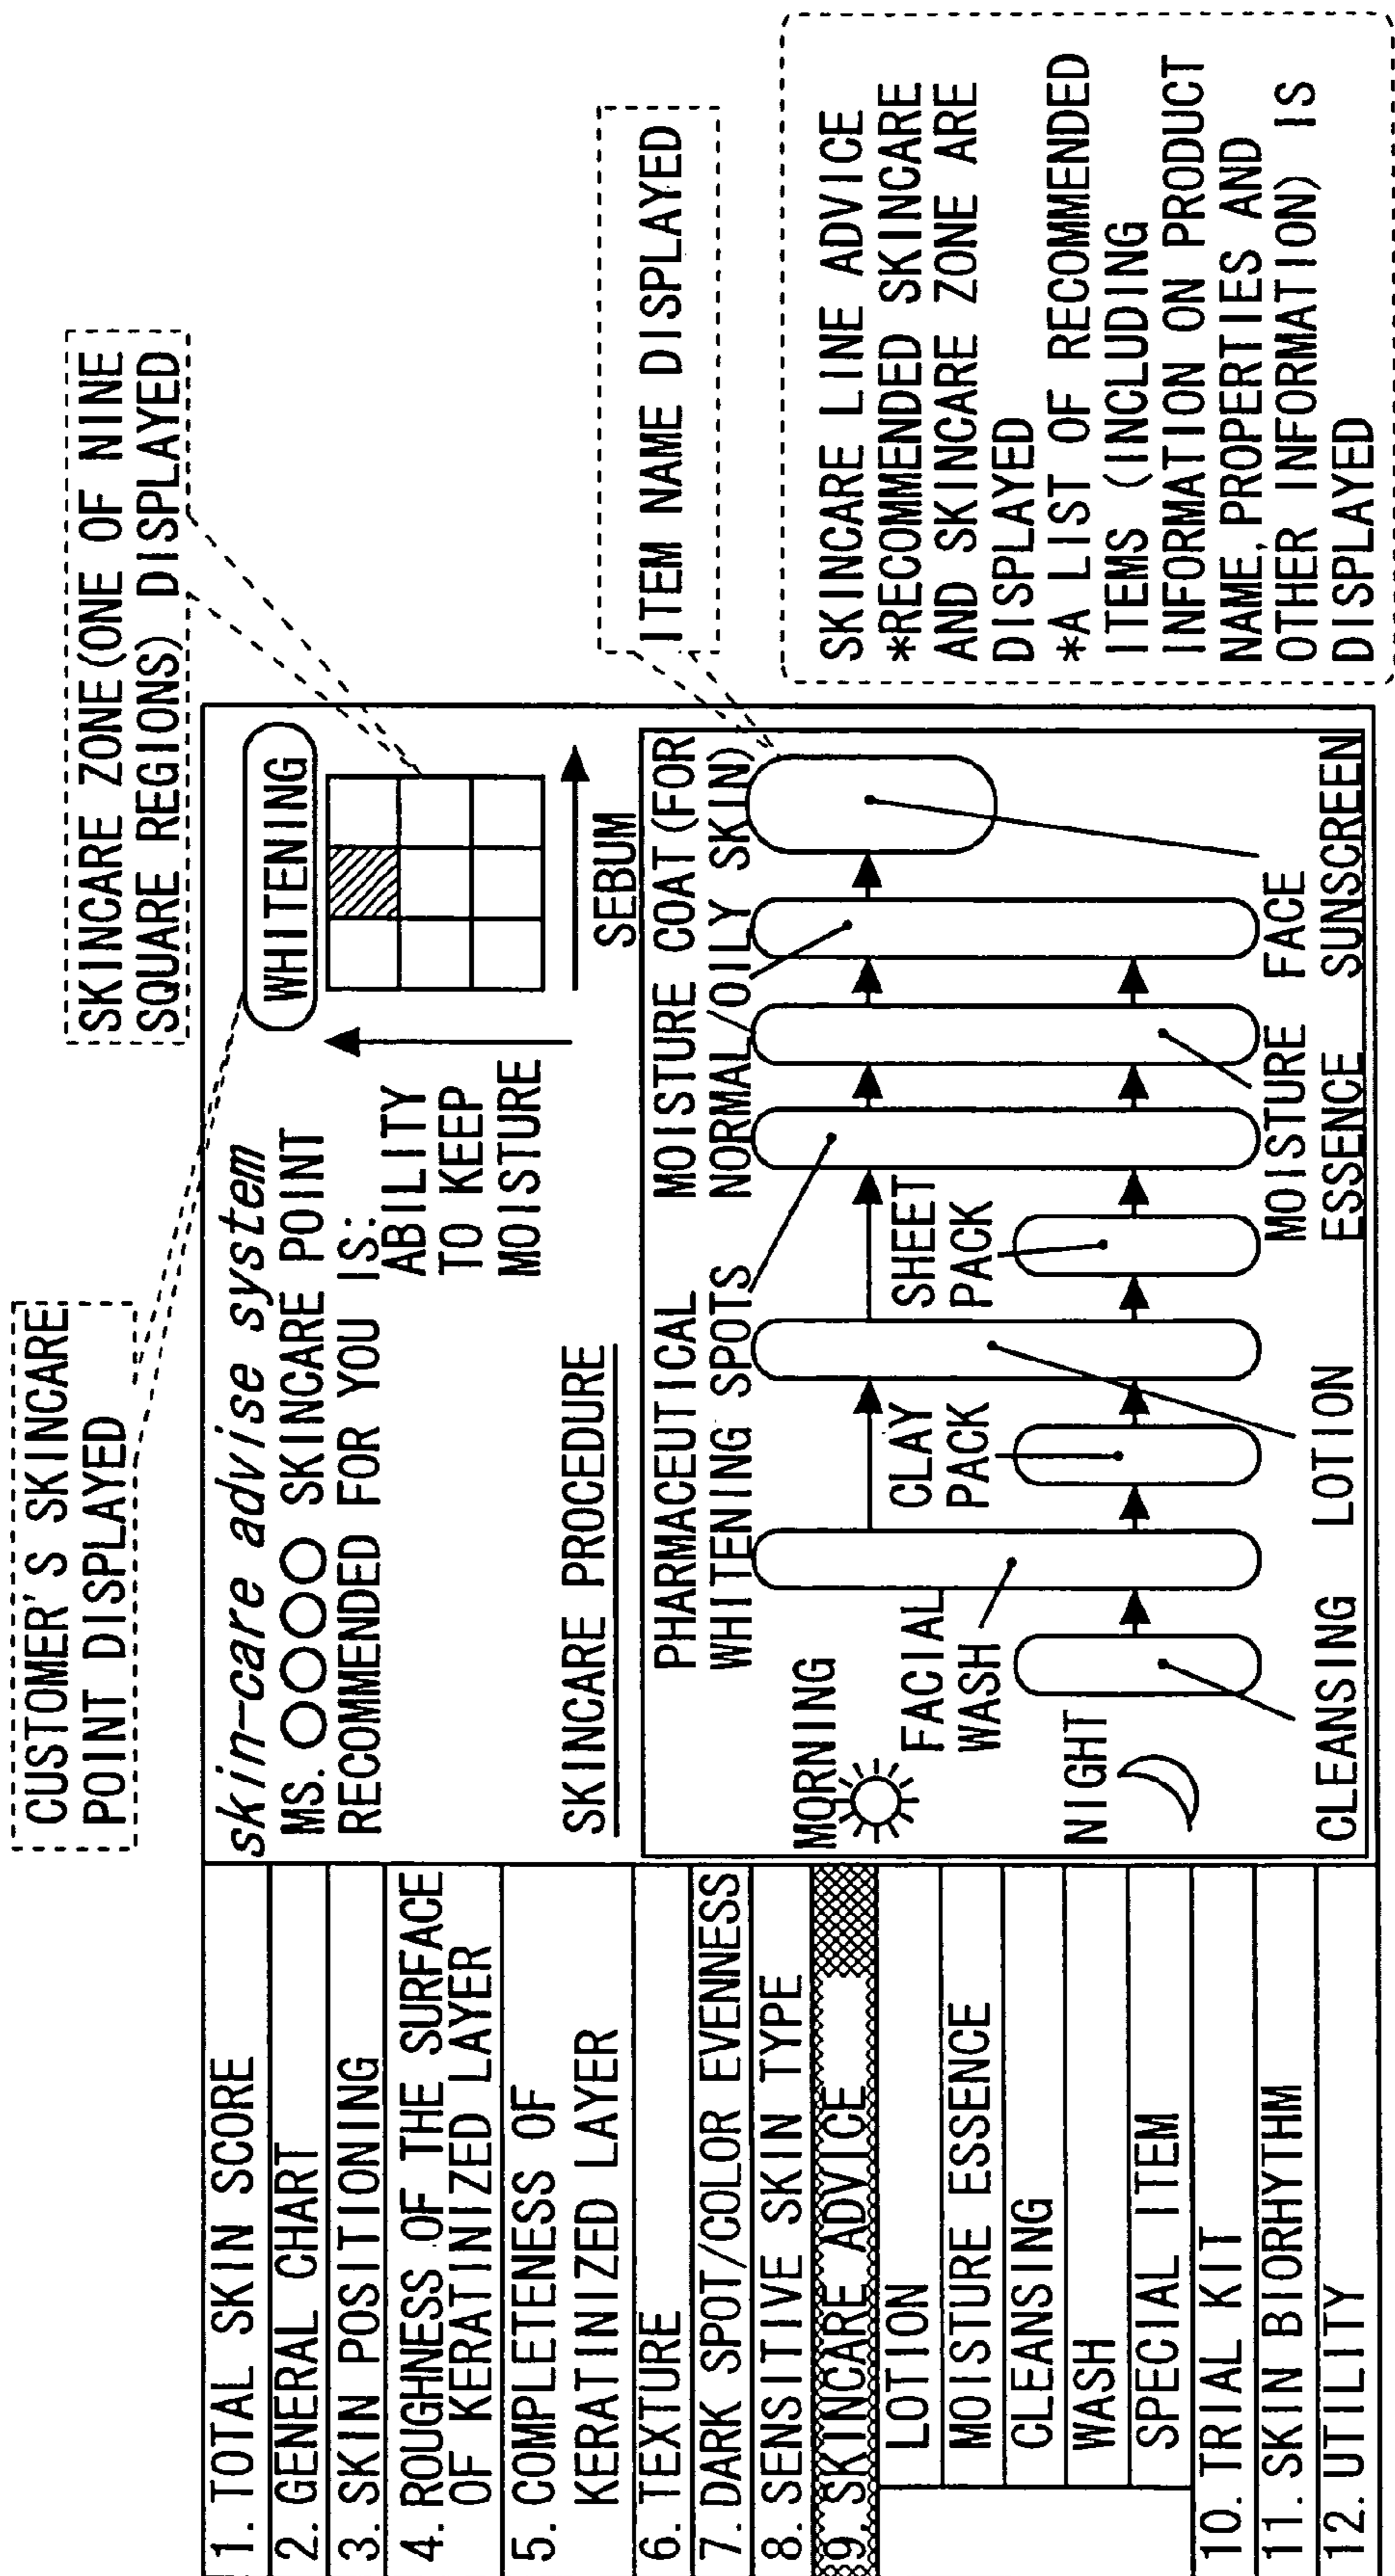 CUSTOMER'S SKINCARE
POINT DISPLAYED
SKINCARE ZONE(ONE OF NINE
SQUARE REGIONS) DISPLAYED
1. TOTAL SKIN SCORE
2. GENERAL CHART
3. SKIN POSITIONING
4. ROUGHNESS OF THE SURFACE
OF KERATINIZED LAYER
5. COMPLETENESS OF
KERATINIZED LAYER
6. TEXTURE
7. DARK SPOT/COLOR EVENNESS
8. SENSITIVE SKIN TYPE
9. SKINCARE ADVICE
LOTION
MOISTURE ESSENCE
CLEANSING
WASH
SPECIAL ITEM
10. TRIAL KIT
11. SKIN BIORHYTHM
12. UTILITY
skin-care advise system
MS. ○○○○ SKINCARE POINT
RECOMMENDED FOR YOU IS:
WHITENING
ABILITY
TO KEEP
MOISTURE
SEBUM
SKINCARE PROCEDURE
PHARMACEUTICAL
WHITENING SPOTS
MOISTURE COAT(FOR
NORMAL/OILY SKIN)
MORNING
FACIAL
WASH
CLAY
PACK
SHEET
PACK
NIGHT
CLEANSING
LOTION
MOISTURE
ESSENCE
FACE
SUNSCREEN
ITEM NAME DISPLAYED
SKINCARE LINE ADVICE
*RECOMMENDED SKINCARE
AND SKINCARE ZONE ARE
DISPLAYED
*A LIST OF RECOMMENDED
ITEMS (INCLUDING
INFORMATION ON PRODUCT
NAME, PROPERTIES AND
OTHER INFORMATION) IS
DISPLAYED